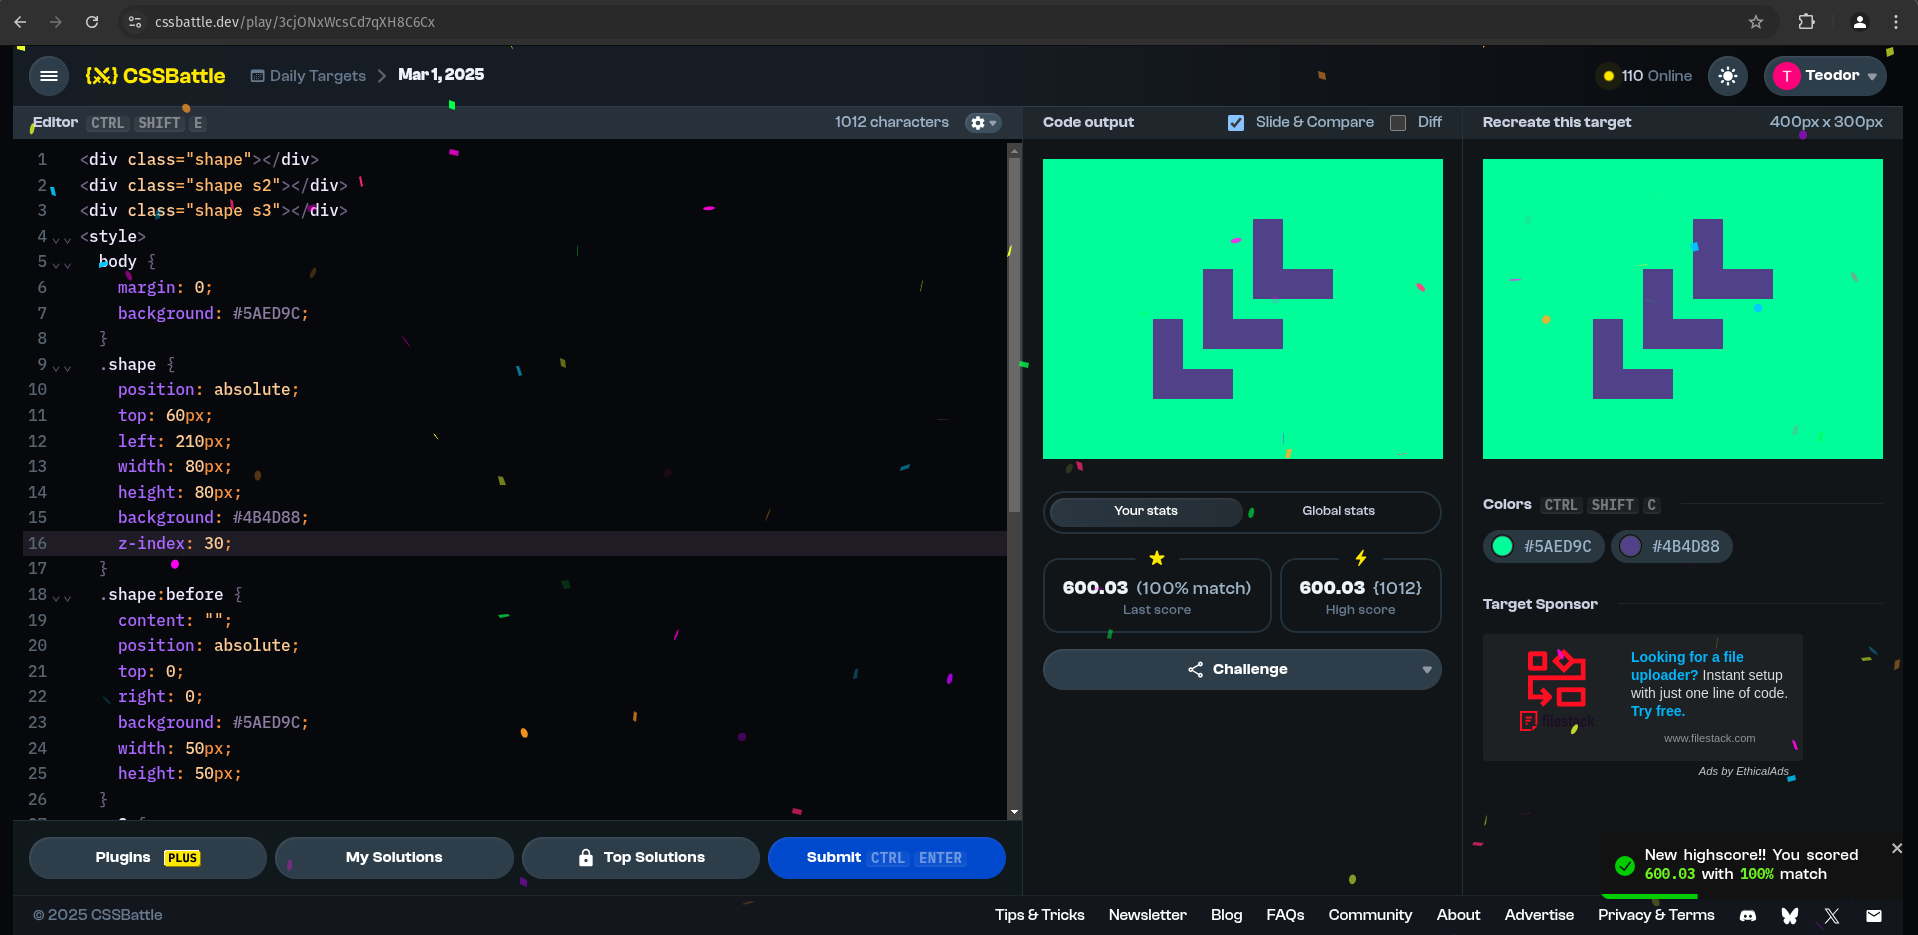 cssbattle.dev/play/3cjONxWcsCd7qXH8C6Cx
CSSBattle
Daily Targets
Mar 1, 2025
110 Online
T
Teodor
Editor CTRL SHIFT E
1012 characters
1 <div class="shape"></div>
2 <div class="shape s2"></div>
3 <div class="shape s3"></div>
4 <style>
5 body {
6 margin: 0;
7 background: #5AED9C;
8 }
9 .shape {
10 position: absolute;
11 top: 60px;
12 left: 210px;
13 width: 80px;
14 height: 80px;
15 background: #4B4D88;
16 z-index: 30;
17 }
18 .shape:before {
19 content: "";
20 position: absolute;
21 top: 0;
22 right: 0;
23 background: #5AED9C;
24 width: 50px;
25 height: 50px;
26 }
Plugins PLUS
My Solutions
Top Solutions
Submit CTRL ENTER
Code output
Slide & Compare
Diff
Your stats
Global stats
600.03 (100% match)
Last score
600.03 {1012}
High score
Challenge
Recreate this target
400px x 300px
Colors CTRL SHIFT C
#5AED9C
#4B4D88
Target Sponsor
filestack
Looking for a file
uploader? Instant setup
with just one line of code.
Try free.
www.filestack.com
Ads by EthicalAds
New highscore!! You scored
600.03 with 100% match
© 2025 CSSBattle
Tips & Tricks
Newsletter
Blog
FAQs
Community
About
Advertise
Privacy & Terms